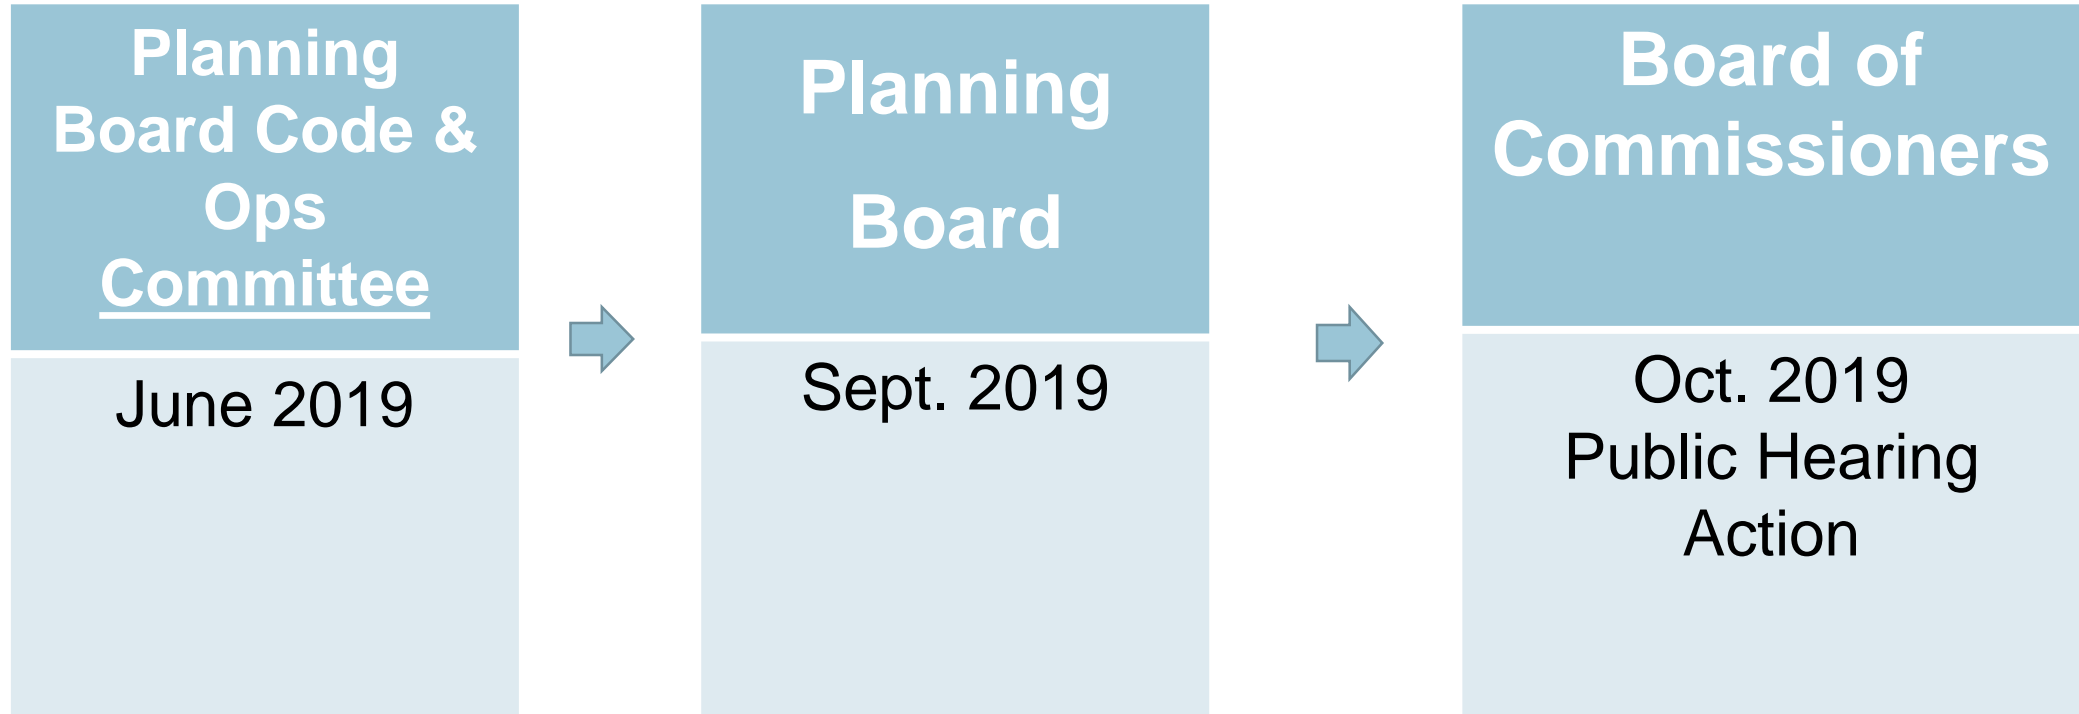 Planning
Board Code &
Ops
Committee
June 2019
Planning
Board
Sept. 2019
Board of
Commissioners
Oct. 2019
Public Hearing
Action